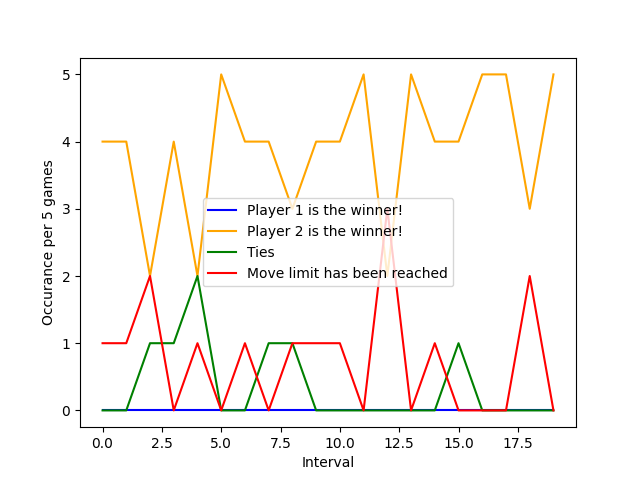 5
4
3
2
1
0
Occurance per 5 games
Player 1 is the winner!
Player 2 is the winner!
Ties
Move limit has been reached
0.0 2.5 5.0 7.5 10.0 12.5 15.0 17.5
Interval